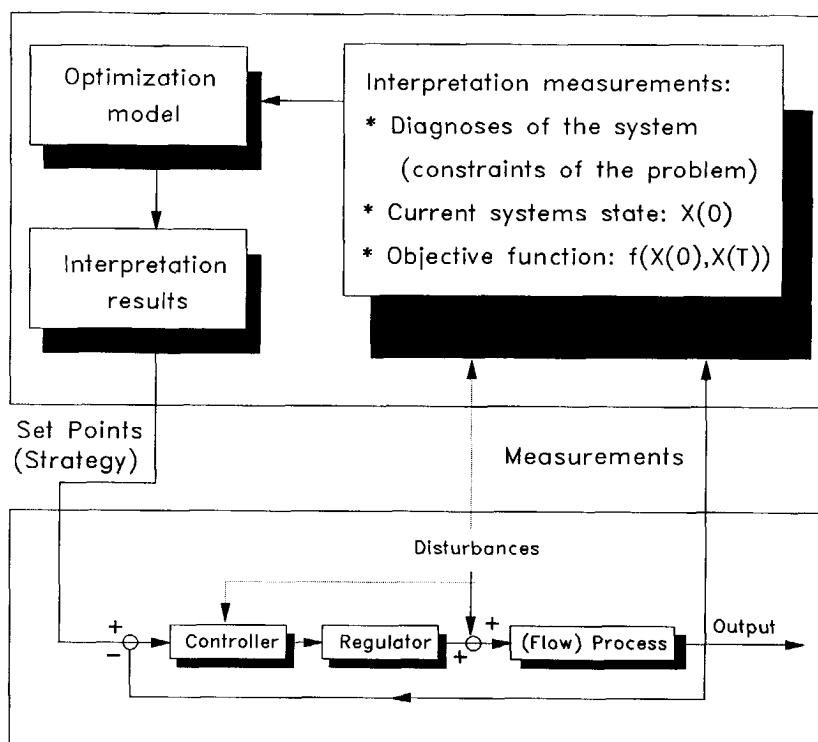 Optimization
model
Interpretation measurements:
* Diagnoses of the system
(constraints of the problem)
* Current systems state: X(0)
* Objective function: f(X(0),X(T))
Interpretation
results
Set Points
(Strategy)
Measurements
Disturbances
+
−
Controller
Regulator
+
+
(Flow) Process
Output